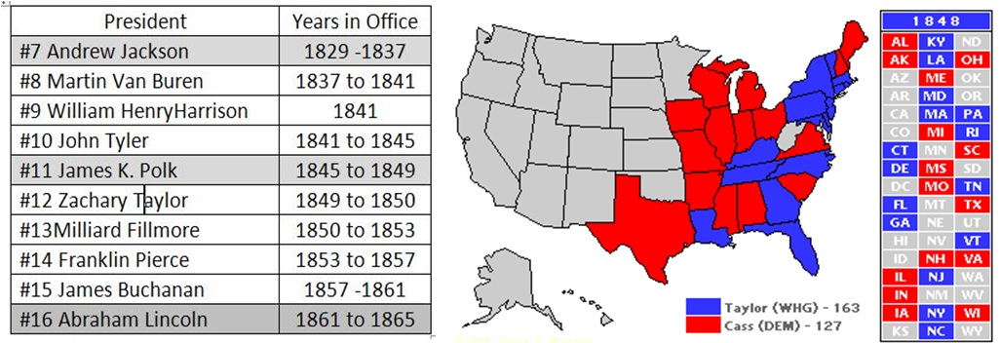 President Years in Office
#7 Andrew Jackson 1829 -1837
#8 Martin Van Buren 1837 to 1841
#9 William HenryHarrison 1841
#10 John Tyler 1841 to 1845
#11 James K. Polk 1845 to 1849
#12 Zachary Taylor 1849 to 1850
#13Milliard Fillmore 1850 to 1853
#14 Franklin Pierce 1853 to 1857
#15 James Buchanan 1857 -1861
#16 Abraham Lincoln 1861 to 1865
Taylor (WHG) - 163
Cass (DEM) - 127
1848
AL KY ND
AK LA OH
AZ ME OK
AR MD OR
CA MA PA
CO MI RI
CT MN SC
DE MS SD
DC MO TN
FL MT TX
GA NE UT
HI NV VT
ID NH VA
IL NJ WA
IN NM WV
IA NY WI
KS NC WY